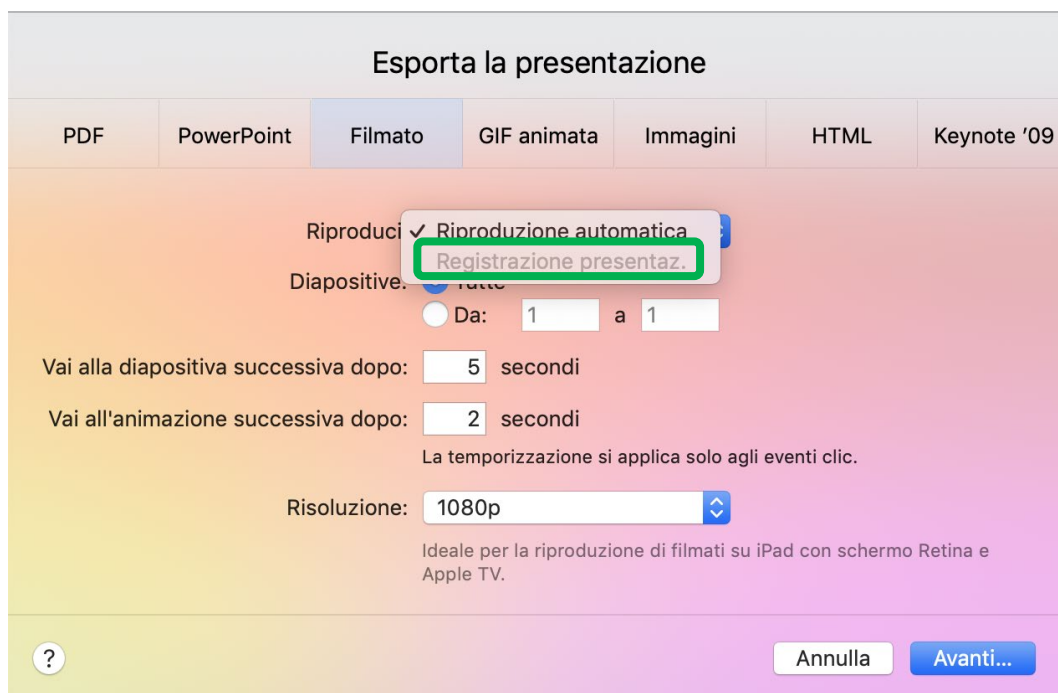 Esporta la presentazione
PDF PowerPoint Filmato GIF animata Immagini HTML Keynote ’09
Riproduci ✓ Riproduzione automatica
Registrazione presentaz.
Diapositive: Tutte
Da: 1 a 1
Vai alla diapositiva successiva dopo: 5 secondi
Vai all'animazione successiva dopo: 2 secondi
La temporizzazione si applica solo agli eventi clic.
Risoluzione: 1080p
Ideale per la riproduzione di filmati su iPad con schermo Retina e
Apple TV.
? Annulla Avanti...